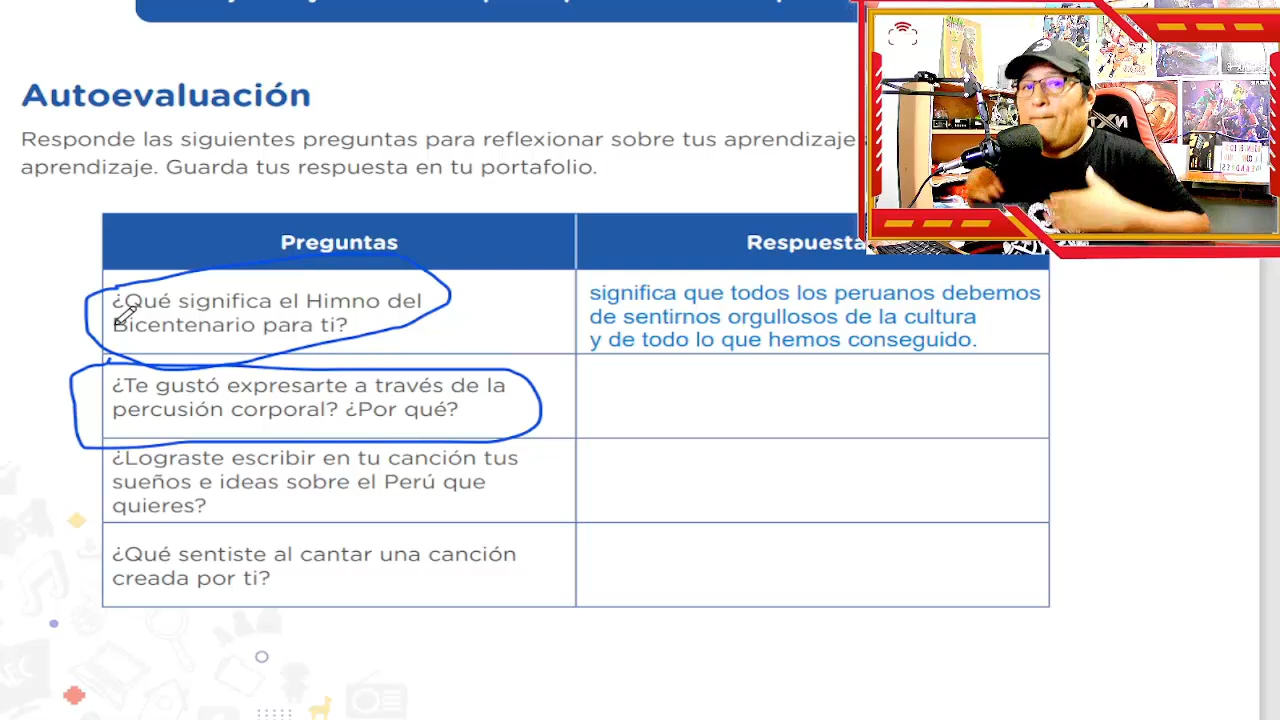 Autoevaluación
Responde las siguientes preguntas para reflexionar sobre tus aprendizaje
aprendizaje. Guarda tus respuesta en tu portafolio.
Preguntas
Respuesta
¿Qué significa el Himno del
Bicentenario para ti?
significa que todos los peruanos debemos
de sentirnos orgullosos de la cultura
y de todo lo que hemos conseguido.
¿Te gustó expresarte a través de la
percusión corporal? ¿Por qué?
¿Lograste escribir en tu canción tus
sueños e ideas sobre el Perú que
quieres?
¿Qué sentiste al cantar una canción
creada por ti?